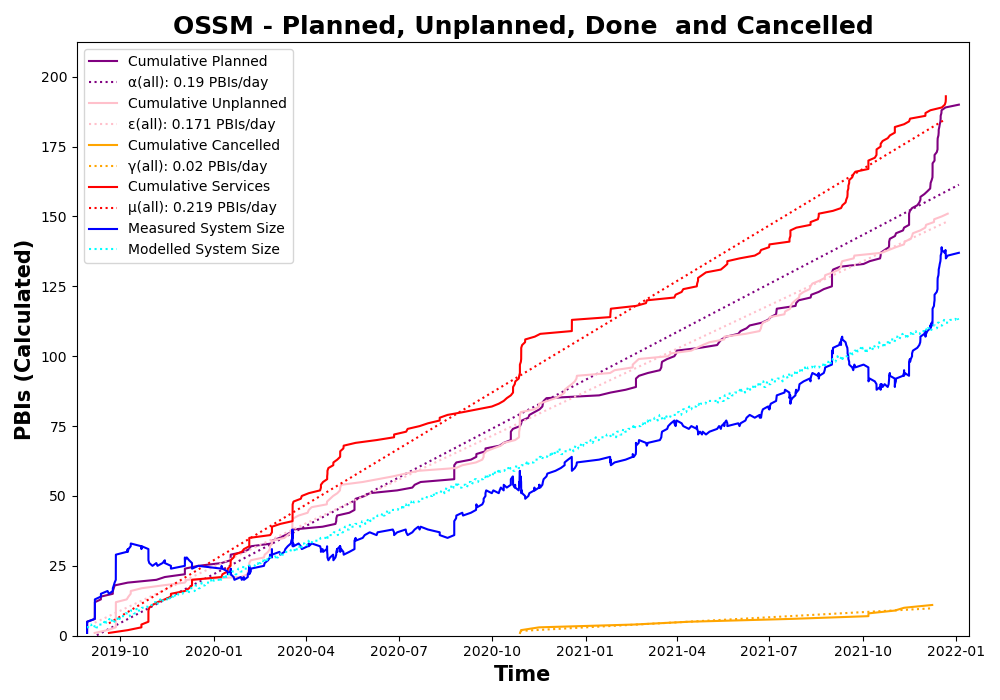 OSSM - Planned, Unplanned, Done  and Cancelled
PBIs (Calculated)
200
175
150
125
100
75
50
25
0
Cumulative Planned
α(all): 0.19 PBIs/day
Cumulative Unplanned
ε(all): 0.171 PBIs/day
Cumulative Cancelled
γ(all): 0.02 PBIs/day
Cumulative Services
μ(all): 0.219 PBIs/day
Measured System Size
Modelled System Size
2019-10 2020-01 2020-04 2020-07 2020-10 2021-01 2021-04 2021-07 2021-10 2022-01
Time